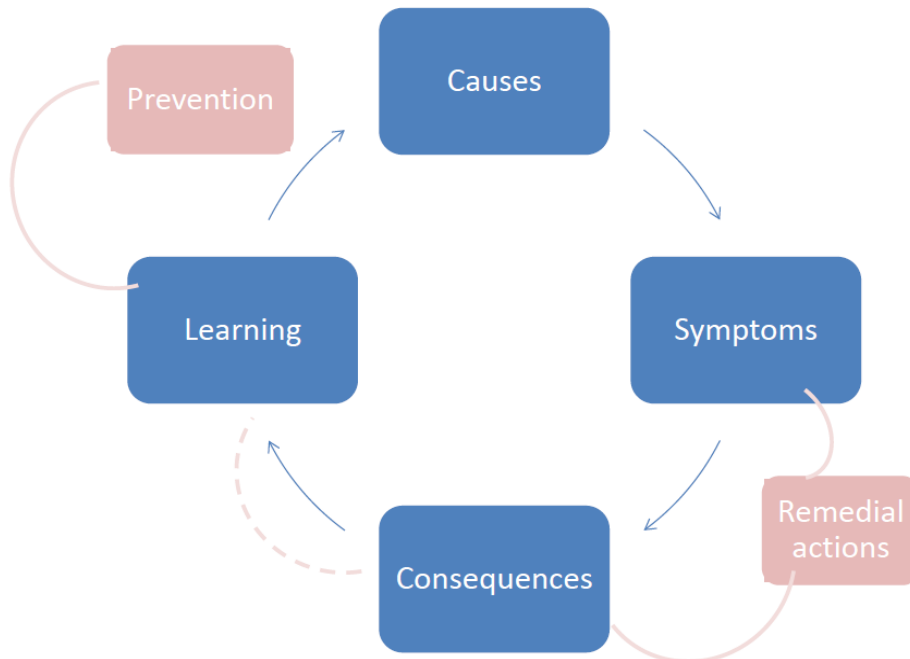 Causes
Prevention
Learning
Symptoms
Remedial
actions
Consequences